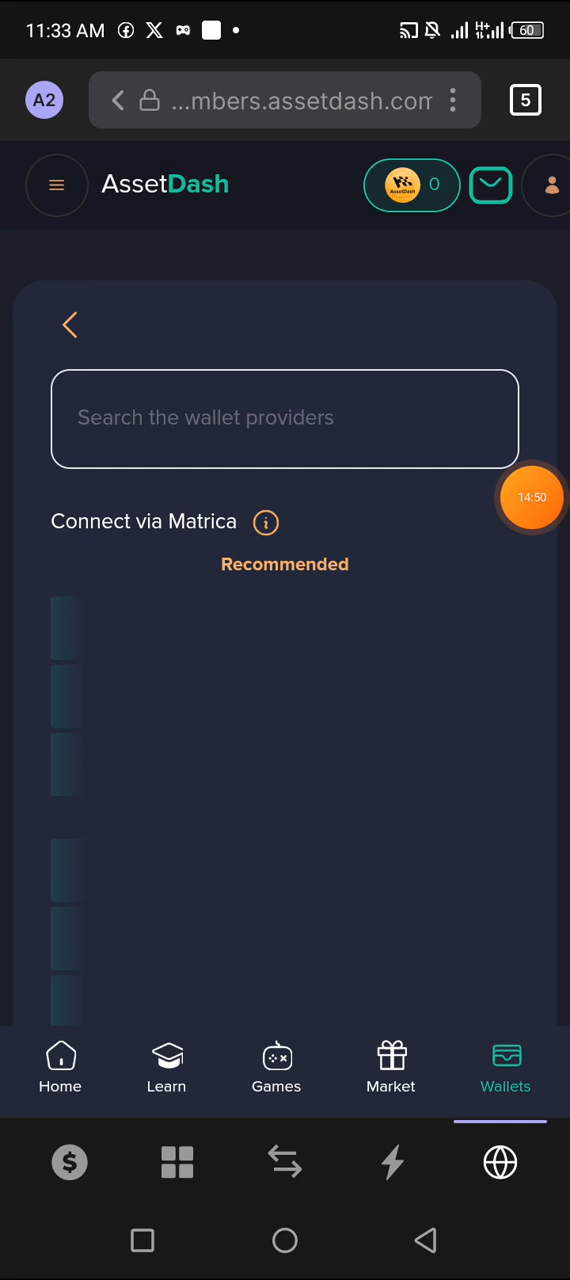 11:33 AM
60
A2
...mbers.assetdash.com
5
AssetDash
0
Search the wallet providers
14:50
Connect via Matrica
Recommended
Home
Learn
Games
Market
Wallets